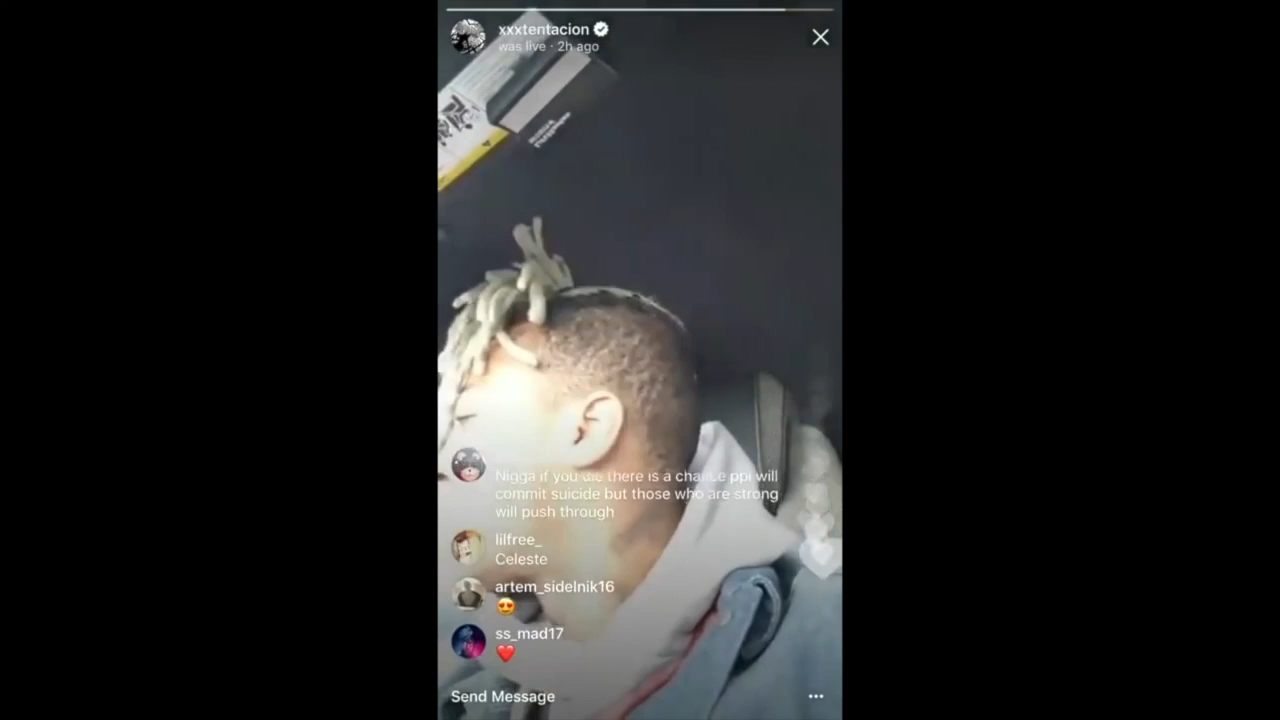 xxxtentacion
was live · 2h ago
Nigga if you die there is a chance ppl will
commit suicide but those who are strong
will push through
lilfree_
Celeste
artem_sidelnik16
😍
ss_mad17
❤️
Send Message